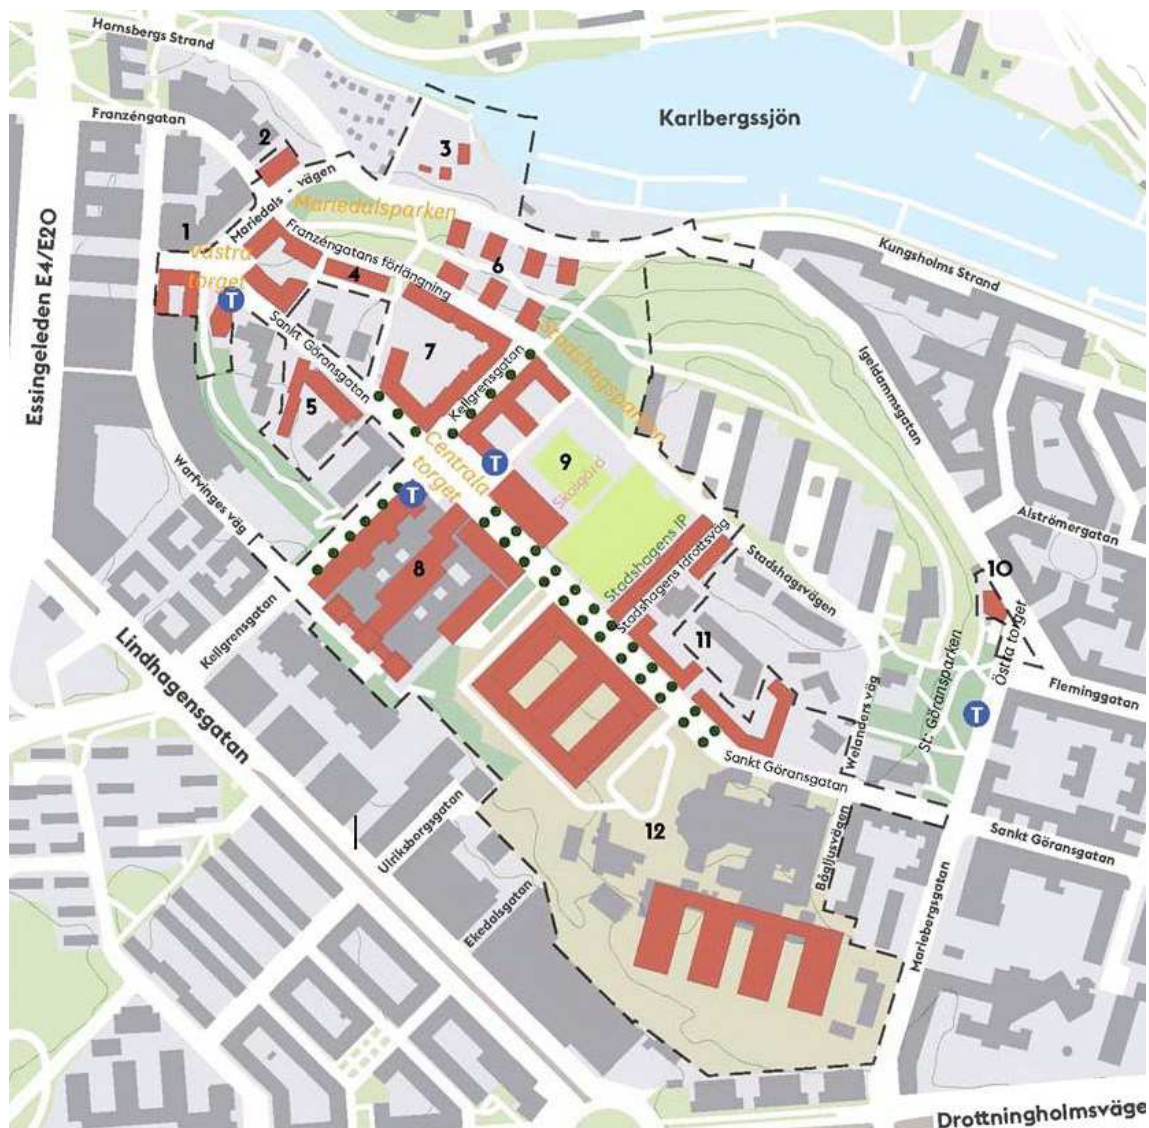 Hornsbergs Strand
Franzéngatan
Karlbergssjön
2
3
Mariedals - vägen
Mariedalsparken
1
Västra
torget
Franzéngatans förlängning
4
6
Kungsholms Strand
Essingeleden E4/E20
T
Sankt Göransgatan
7
Kellgrensgatan
Stadshagsparken
Igeldammsgatan
5
Centrala
torget
T
T
9
Skolgård
Warfvinges väg
Stadshagens IP
Stadshagens Idrottsväg
Stadshagsvägen
Alströmergatan
8
10
Östra torget
Kellgrensgatan
11
Lindhagensgatan
Welanders väg
St: Göransparken
Fleminggatan
T
Sankt Göransgatan
Ulriksborgsgatan
12
Bågljusvägen
Sankt Göransgatan
Ekedalsgatan
Mariebergsgatan
Drottningholmsväge